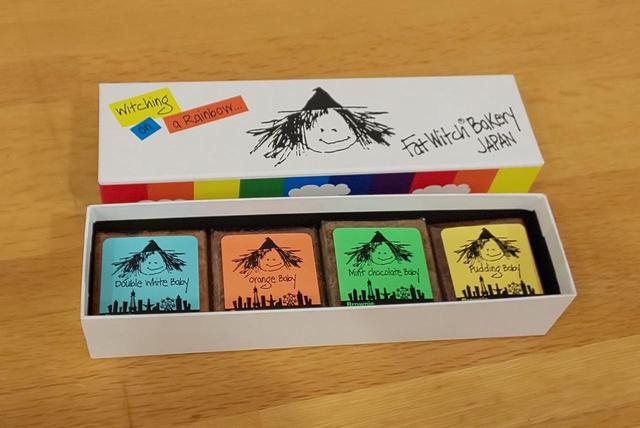 Witching
on
a Rainbow...
Fat Witch® Bakery
JAPAN
Double White Baby
Orange Baby
Mint chocolate Baby
Pudding Baby
Brownie